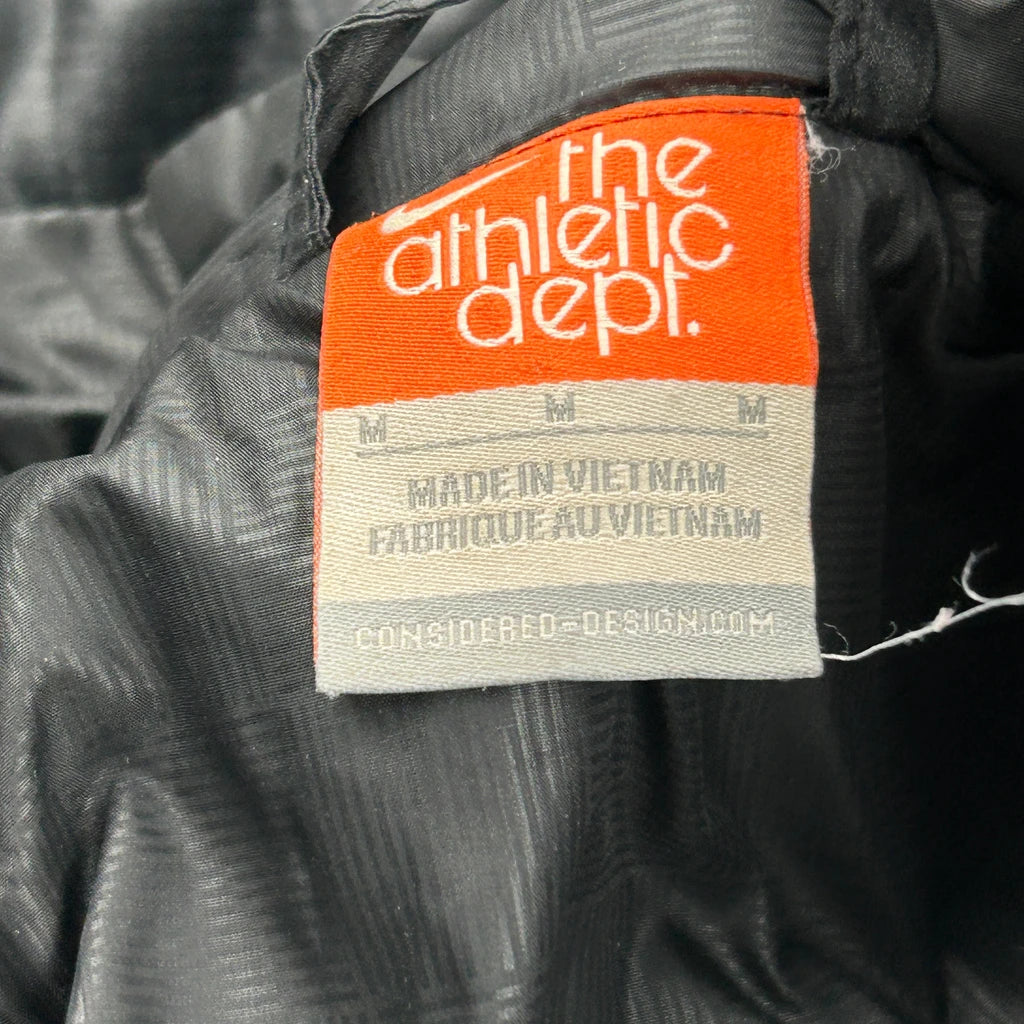 the
athletic
dept.
M M M
MADE IN VIETNAM
FABRIQUE AU VIETNAM
CONSIDERED-DESIGN.COM